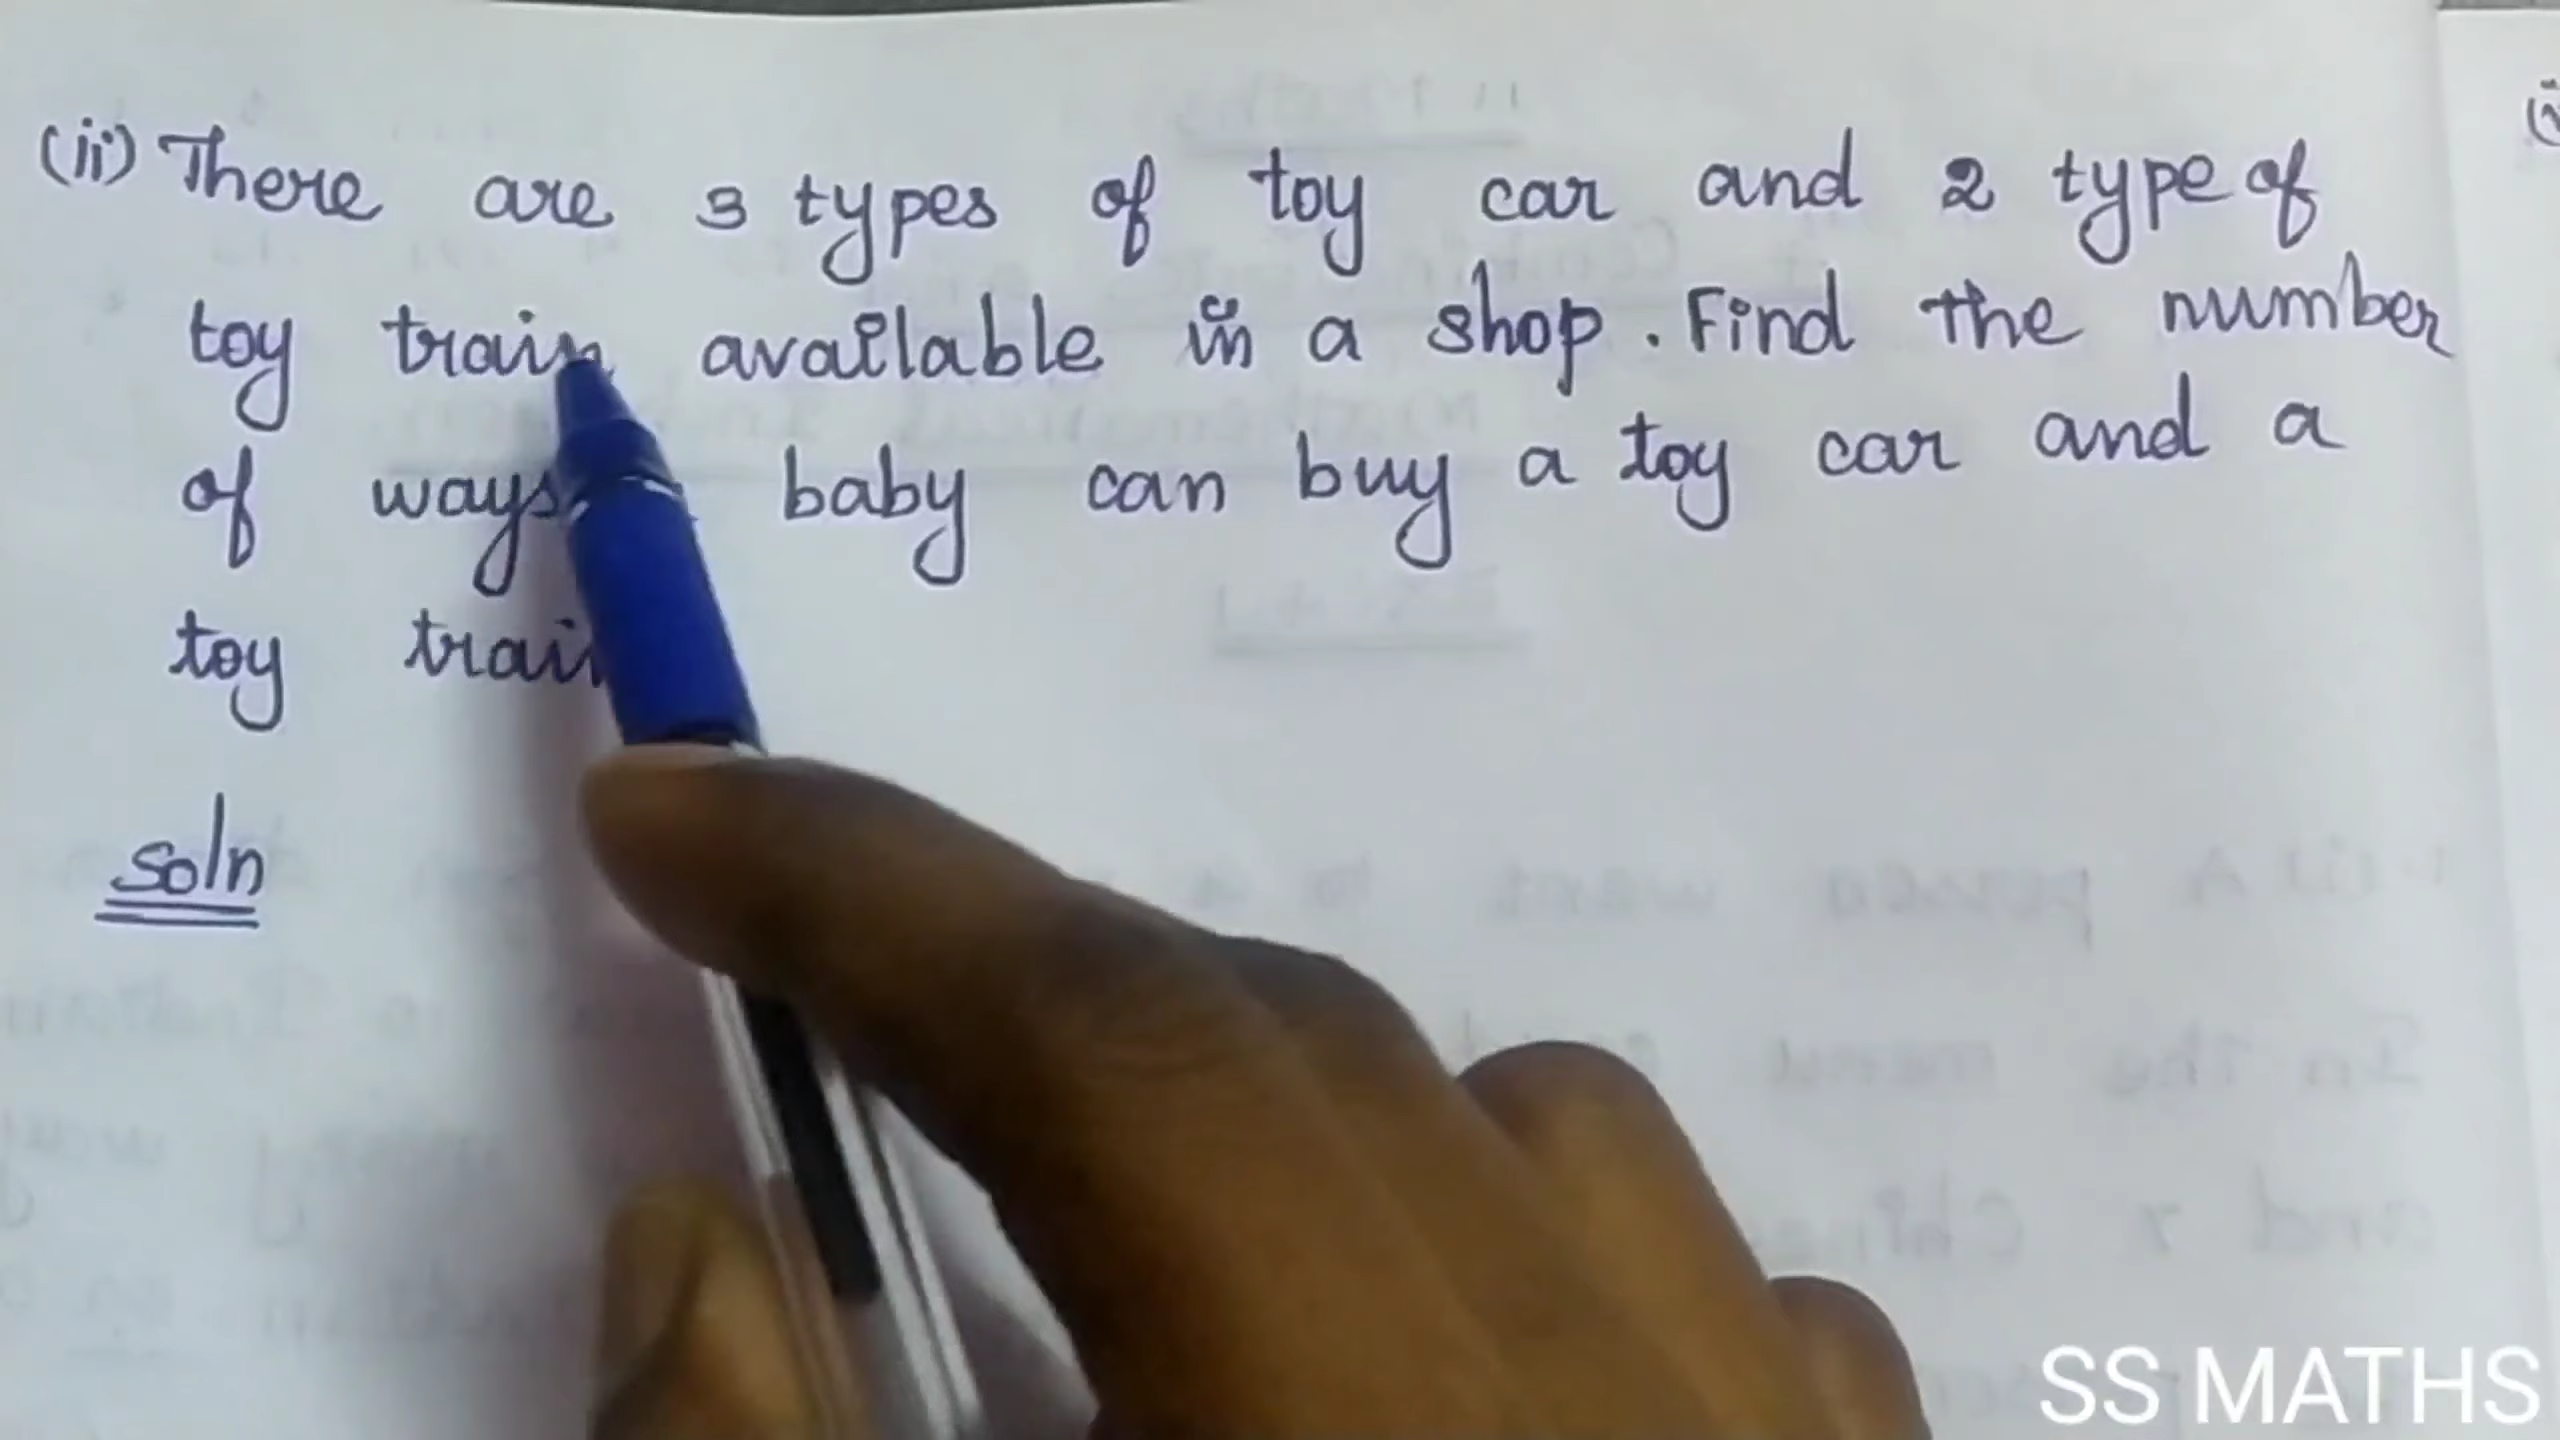 (ii) There are 3 types of toy car and 2 type of
toy train available in a shop. Find the number
of ways baby can buy a toy car and a
toy train
Soln
SS MATHS